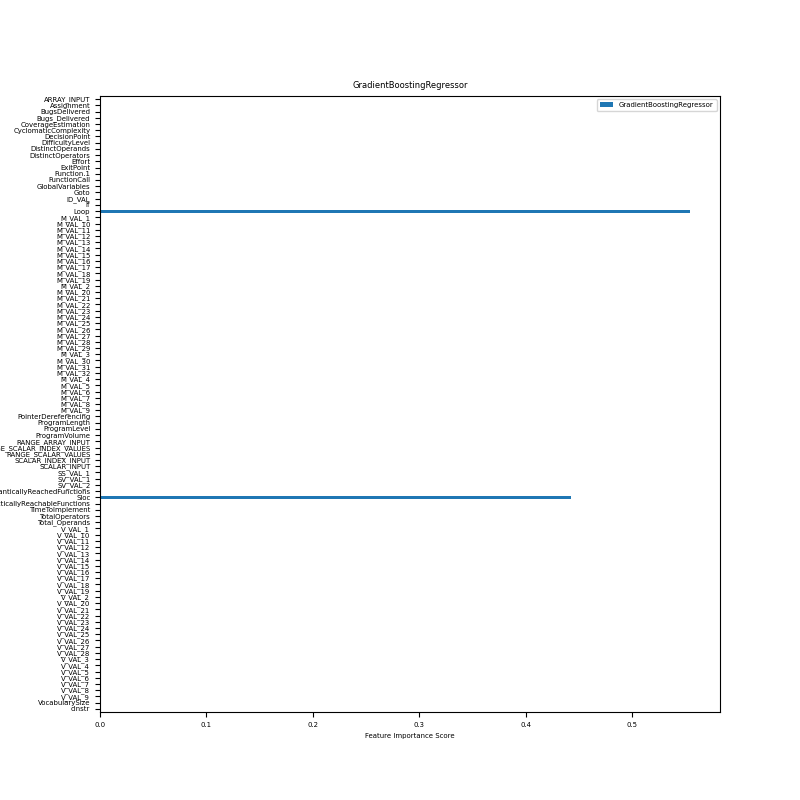 GradientBoostingRegressor
GradientBoostingRegressor
ARRAY_INPUT
Assignment
BugsDelivered
Bugs_Delivered
CoverageEstimation
CyclomaticComplexity
DecisionPoint
DifficultyLevel
DistinctOperands
DistinctOperators
Effort
ExitPoint
Function.1
FunctionCall
GlobalVariables
Goto
ID_VAL
If
Loop
M_VAL_1
M_VAL_10
M_VAL_11
M_VAL_12
M_VAL_13
M_VAL_14
M_VAL_15
M_VAL_16
M_VAL_17
M_VAL_18
M_VAL_19
M_VAL_2
M_VAL_20
M_VAL_21
M_VAL_22
M_VAL_23
M_VAL_24
M_VAL_25
M_VAL_26
M_VAL_27
M_VAL_28
M_VAL_29
M_VAL_3
M_VAL_30
M_VAL_31
M_VAL_32
M_VAL_4
M_VAL_5
M_VAL_6
M_VAL_7
M_VAL_8
M_VAL_9
PointerDereferencing
ProgramLength
ProgramLevel
ProgramVolume
RANGE_ARRAY_INPUT
E_SCALAR_INDEX_VALUES
RANGE_SCALAR_VALUES
SCALAR_INDEX_INPUT
SCALAR_INPUT
SS_VAL_1
SV_VAL_1
SV_VAL_2
anticallyReachedFunctions
Sloc
ticallyReachableFunctions
TimeToImplement
TotalOperators
Total_Operands
V_VAL_1
V_VAL_10
V_VAL_11
V_VAL_12
V_VAL_13
V_VAL_14
V_VAL_15
V_VAL_16
V_VAL_17
V_VAL_18
V_VAL_19
V_VAL_2
V_VAL_20
V_VAL_21
V_VAL_22
V_VAL_23
V_VAL_24
V_VAL_25
V_VAL_26
V_VAL_27
V_VAL_28
V_VAL_3
V_VAL_4
V_VAL_5
V_VAL_6
V_VAL_7
V_VAL_8
V_VAL_9
VocabularySize
cInstr
0.0 0.1 0.2 0.3 0.4 0.5
Feature Importance Score